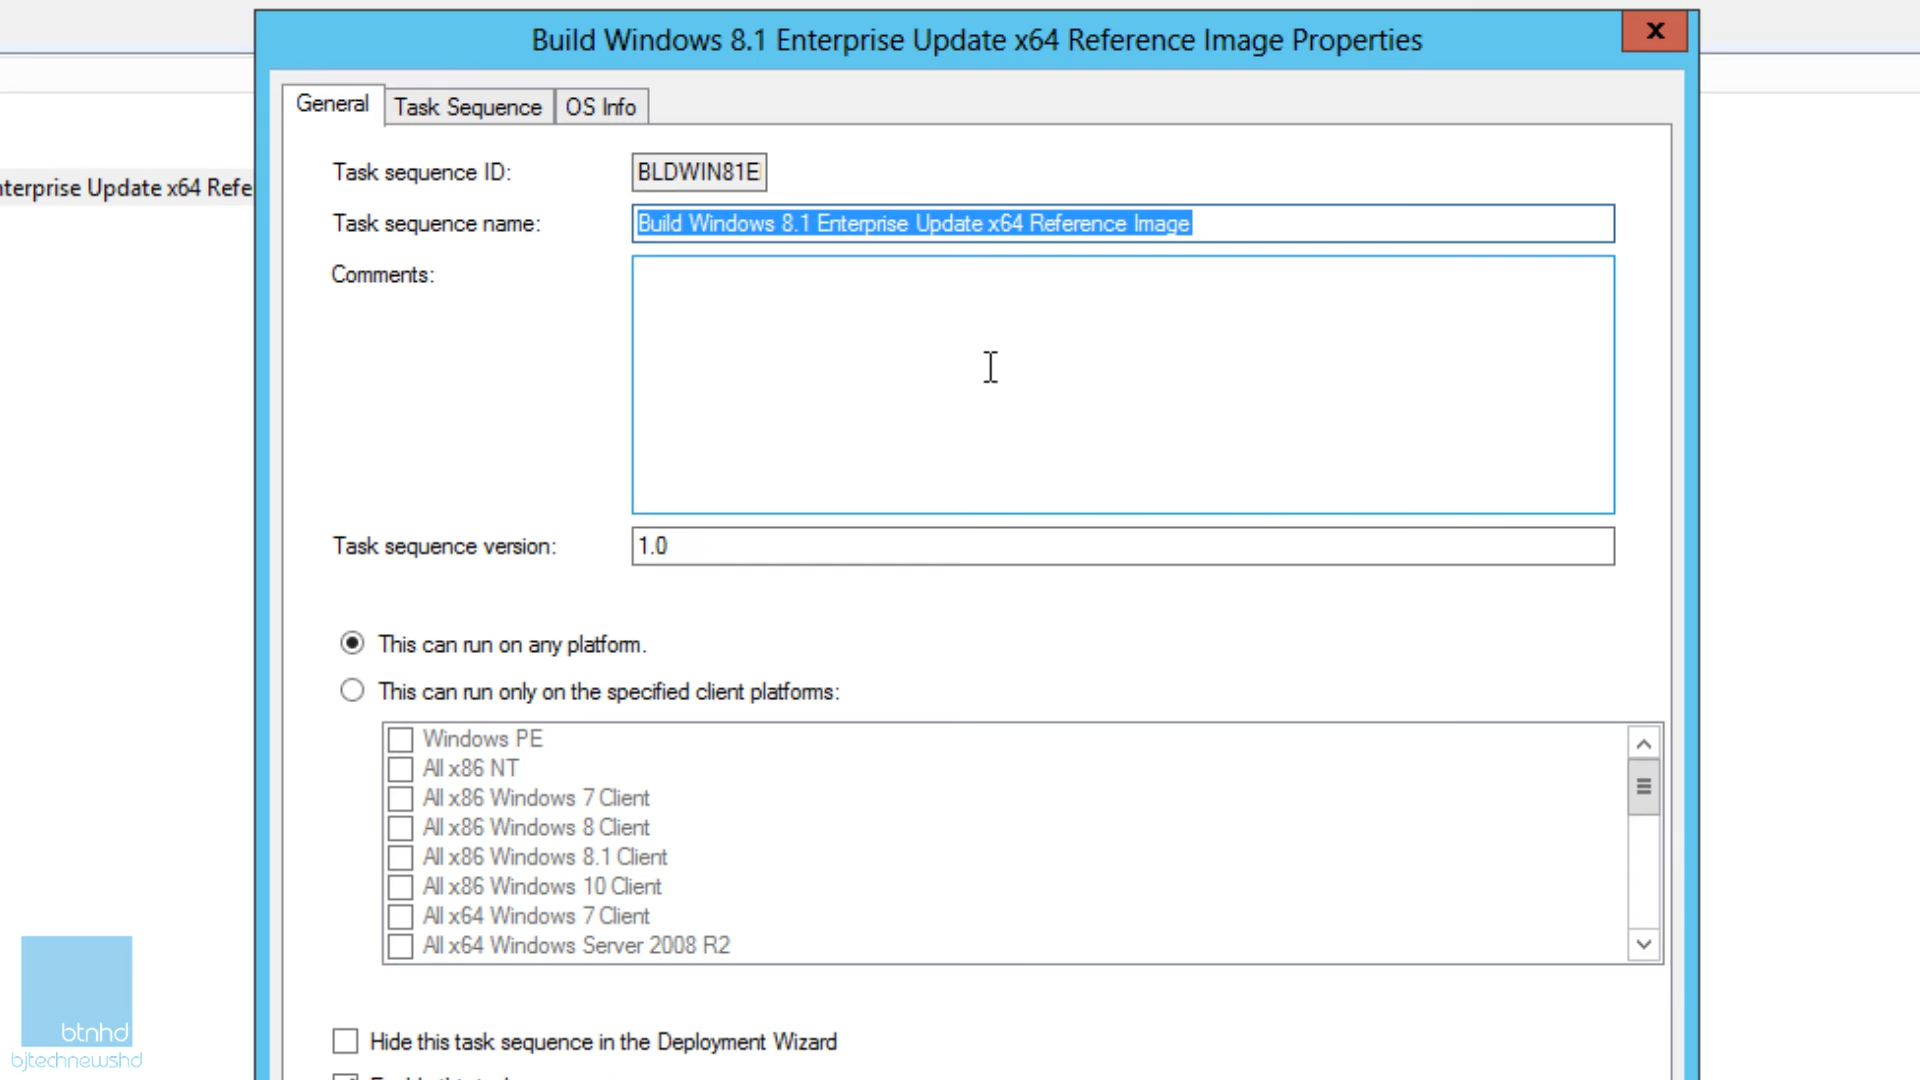 Build Windows 8.1 Enterprise Update x64 Reference Image Properties
x
General
Task Sequence
OS Info
Task sequence ID:
BLDWIN81E
nterprise Update x64 Refe
Task sequence name:
Build Windows 8.1 Enterprise Update x64 Reference Image
Comments:
Task sequence version:
1.0
This can run on any platform.
This can run only on the specified client platforms:
Windows PE
All x86 NT
All x86 Windows 7 Client
All x86 Windows 8 Client
All x86 Windows 8.1 Client
All x86 Windows 10 Client
All x64 Windows 7 Client
All x64 Windows Server 2008 R2
btnhd
bjtechnewshd
Hide this task sequence in the Deployment Wizard